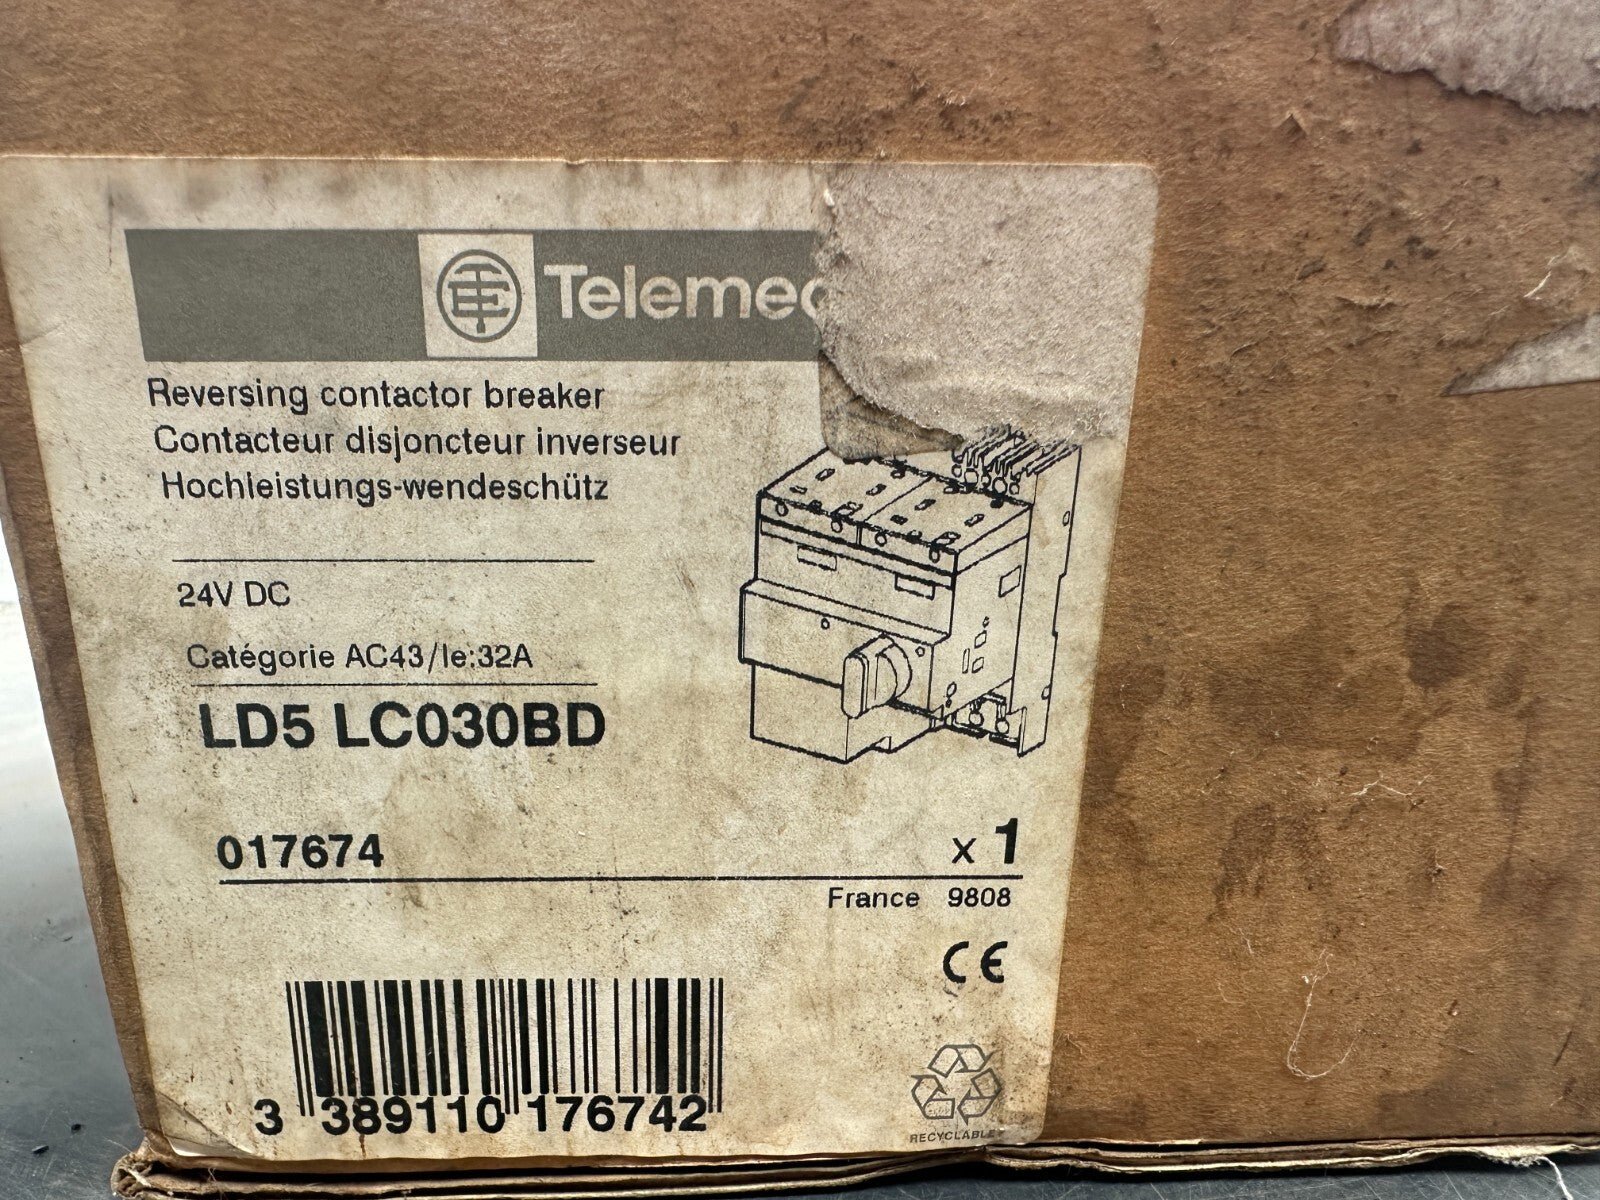 Telemec
Reversing contactor breaker
Contacteur disjoncteur inverseur
Hochleistungs-wendeschütz
24V DC
Catégorie AC43/Ie:32A
LD5 LC030BD
017674
x 1
France 9808
CE
3 389110 176742
RECYCLABLE